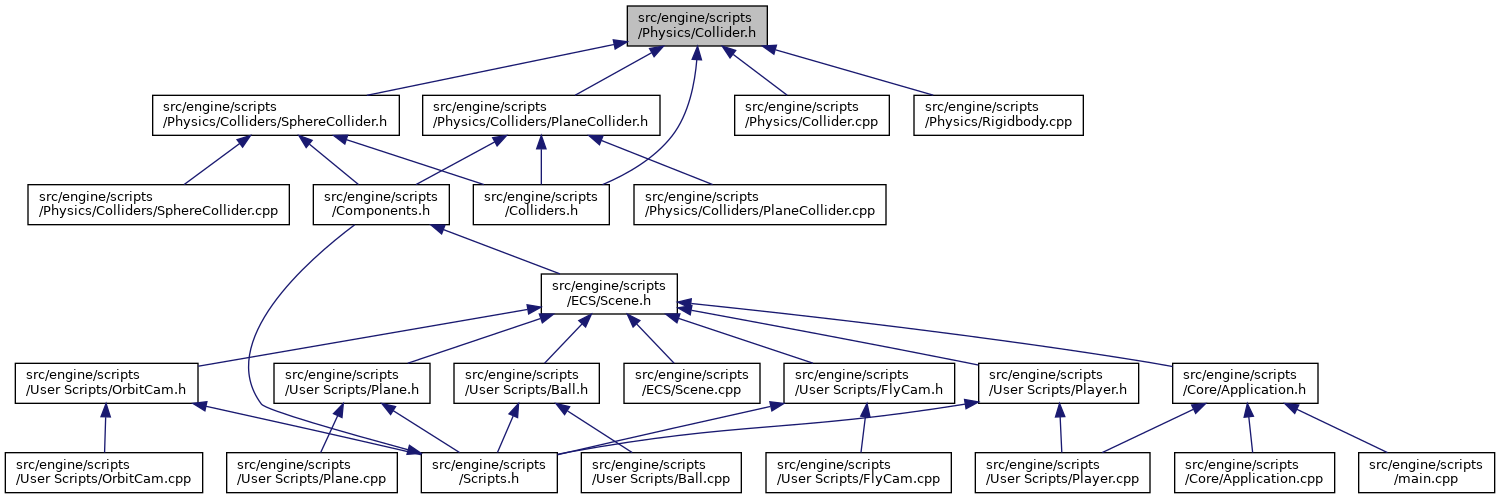 src/engine/scripts
/Physics/Collider.h
src/engine/scripts
/Physics/Colliders/SphereCollider.h
src/engine/scripts
/Physics/Colliders/PlaneCollider.h
src/engine/scripts
/Physics/Collider.cpp
src/engine/scripts
/Physics/Rigidbody.cpp
src/engine/scripts
/Physics/Colliders/SphereCollider.cpp
src/engine/scripts
/Components.h
src/engine/scripts
/Colliders.h
src/engine/scripts
/Physics/Colliders/PlaneCollider.cpp
src/engine/scripts
/ECS/Scene.h
src/engine/scripts
/User Scripts/OrbitCam.h
src/engine/scripts
/User Scripts/Plane.h
src/engine/scripts
/User Scripts/Ball.h
src/engine/scripts
/ECS/Scene.cpp
src/engine/scripts
/User Scripts/FlyCam.h
src/engine/scripts
/User Scripts/Player.h
src/engine/scripts
/Core/Application.h
src/engine/scripts
/User Scripts/OrbitCam.cpp
src/engine/scripts
/User Scripts/Plane.cpp
src/engine/scripts
/Scripts.h
src/engine/scripts
/User Scripts/Ball.cpp
src/engine/scripts
/User Scripts/FlyCam.cpp
src/engine/scripts
/User Scripts/Player.cpp
src/engine/scripts
/Core/Application.cpp
src/engine/scripts
/main.cpp